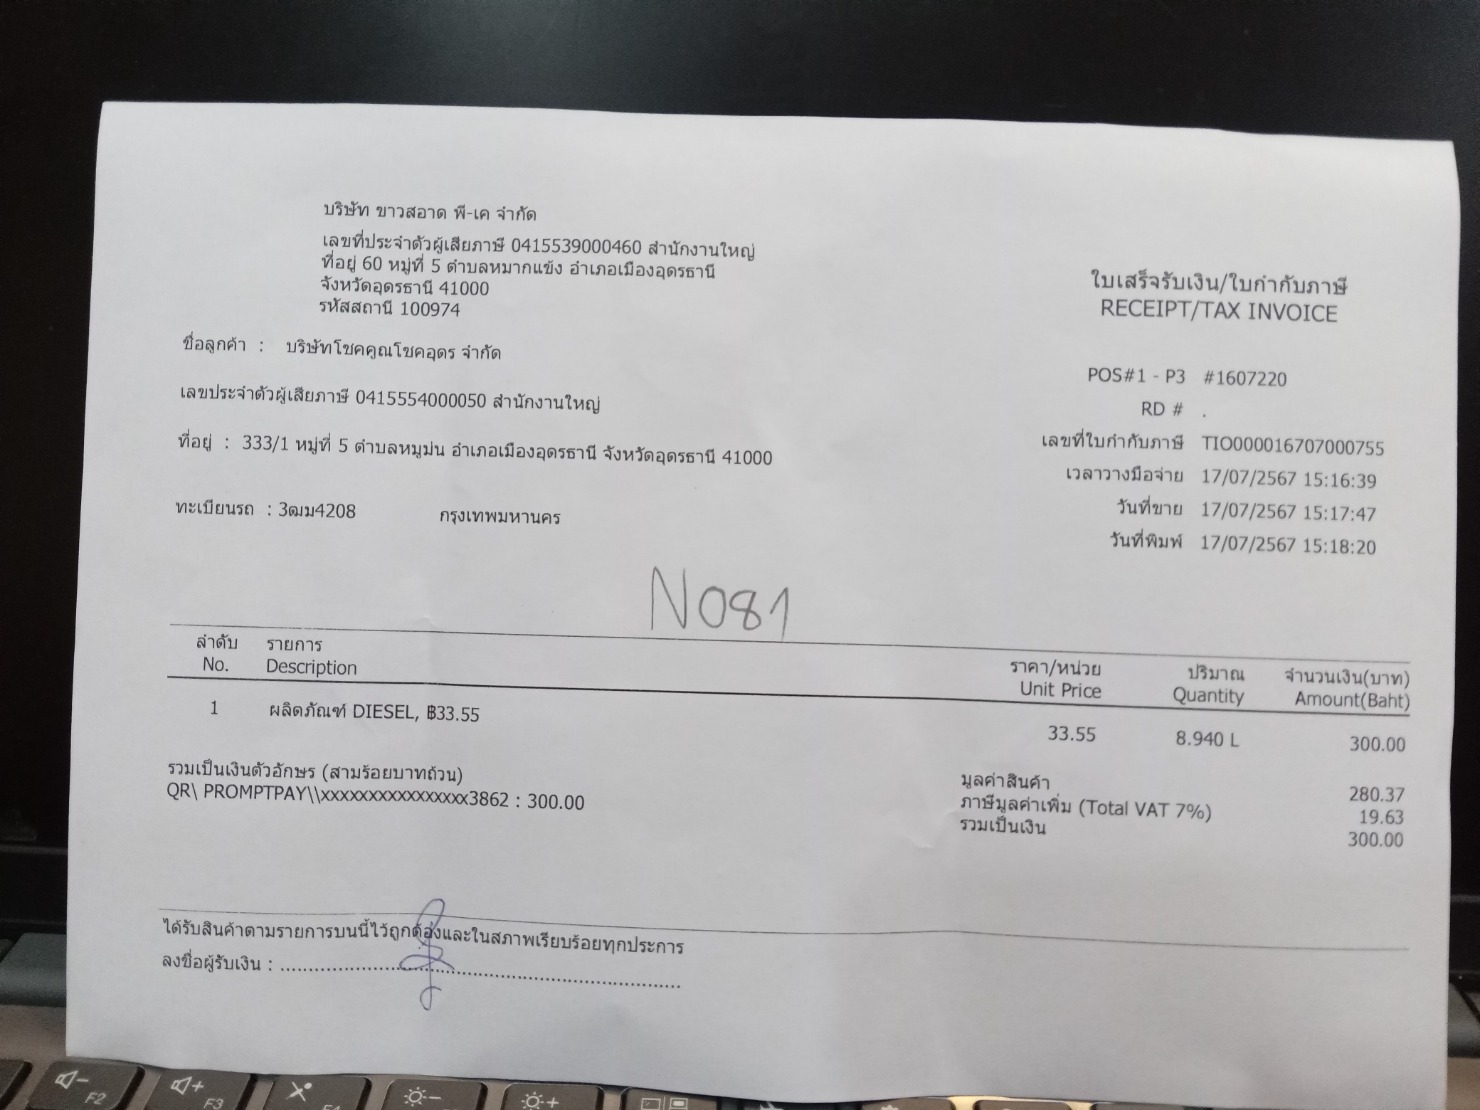 บริษัท ขาวสอาด พี-เค จำกัด
เลขที่ประจำตัวผู้เสียภาษี 0415539000460 สำนักงานใหญ่
ที่อยู่ 60 หมู่ที่ 5 ตำบลหมากแข้ง อำเภอเมืองอุดรธานี
จังหวัดอุดรธานี 41000
รหัสสถานี 100974
ใบเสร็จรับเงิน/ใบกำกับภาษี
RECEIPT/TAX INVOICE
ชื่อลูกค้า : บริษัทโชคคูณโชคอุดร จำกัด
เลขประจำตัวผู้เสียภาษี 0415554000050 สำนักงานใหญ่
ที่อยู่ : 333/1 หมู่ที่ 5 ตำบลหมูม่น อำเภอเมืองอุดรธานี จังหวัดอุดรธานี 41000
ทะเบียนรถ : 3ฒม4208 กรุงเทพมหานคร
POS#1 - P3 #1607220
RD # .
เลขที่ใบกำกับภาษี TIO000016707000755
เวลาวางมือจ่าย 17/07/2567 15:16:39
วันที่ขาย 17/07/2567 15:17:47
วันที่พิมพ์ 17/07/2567 15:18:20
N081
ลำดับ รายการ ราคา/หน่วย ปริมาณ จำนวนเงิน(บาท)
No. Description Unit Price Quantity Amount(Baht)
1 ผลิตภัณฑ์ DIESEL, ฿33.55 33.55 8.940 L 300.00
รวมเป็นเงินตัวอักษร (สามร้อยบาทถ้วน)
QR\ PROMPTPAY\\xxxxxxxxxxxxxxxx3862 : 300.00
มูลค่าสินค้า 280.37
ภาษีมูลค่าเพิ่ม (Total VAT 7%) 19.63
รวมเป็นเงิน 300.00
ได้รับสินค้าตามรายการบนนี้ไว้ถูกต้องและในสภาพเรียบร้อยทุกประการ
ลงชื่อผู้รับเงิน : ......................................................................
F2
F3